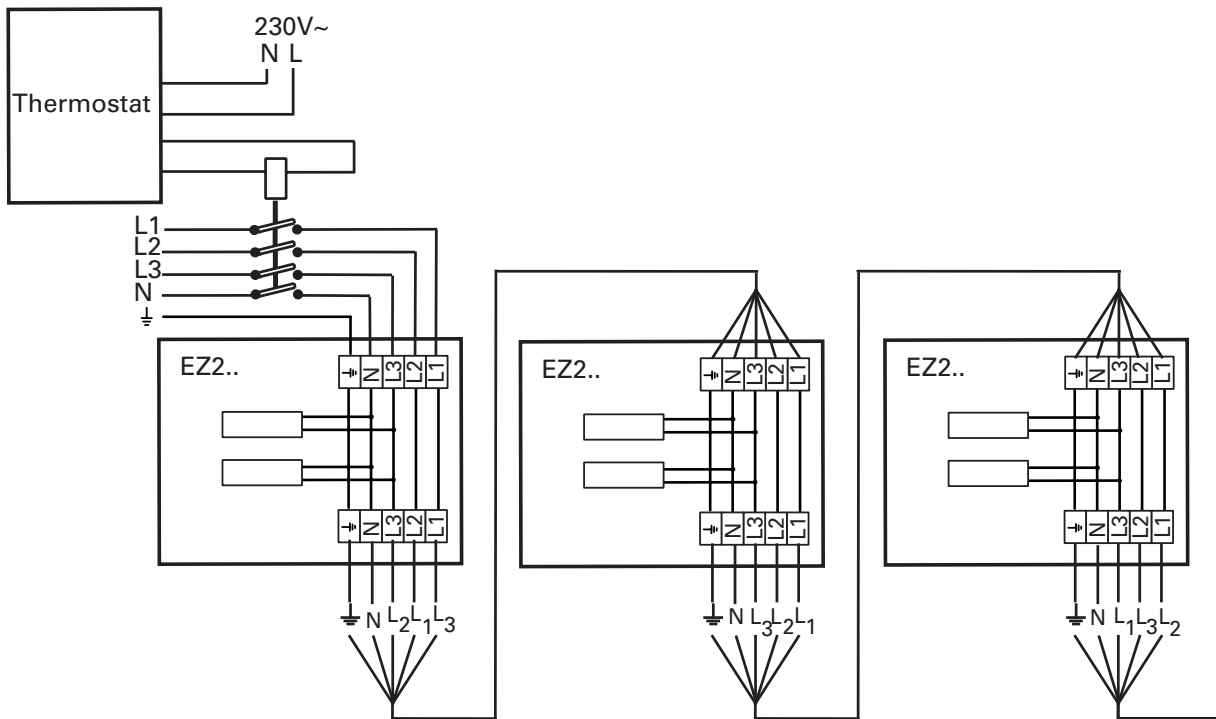 230V~
N L
Thermostat
L1
L2
L3
N
EZ2..
N L3 L2 L1
N L3 L2 L1
N L2 L1 L3
EZ2..
N L3 L2 L1
N L3 L2 L1
N L3 L2 L1
EZ2..
N L3 L2 L1
N L3 L2 L1
N L1 L3 L2